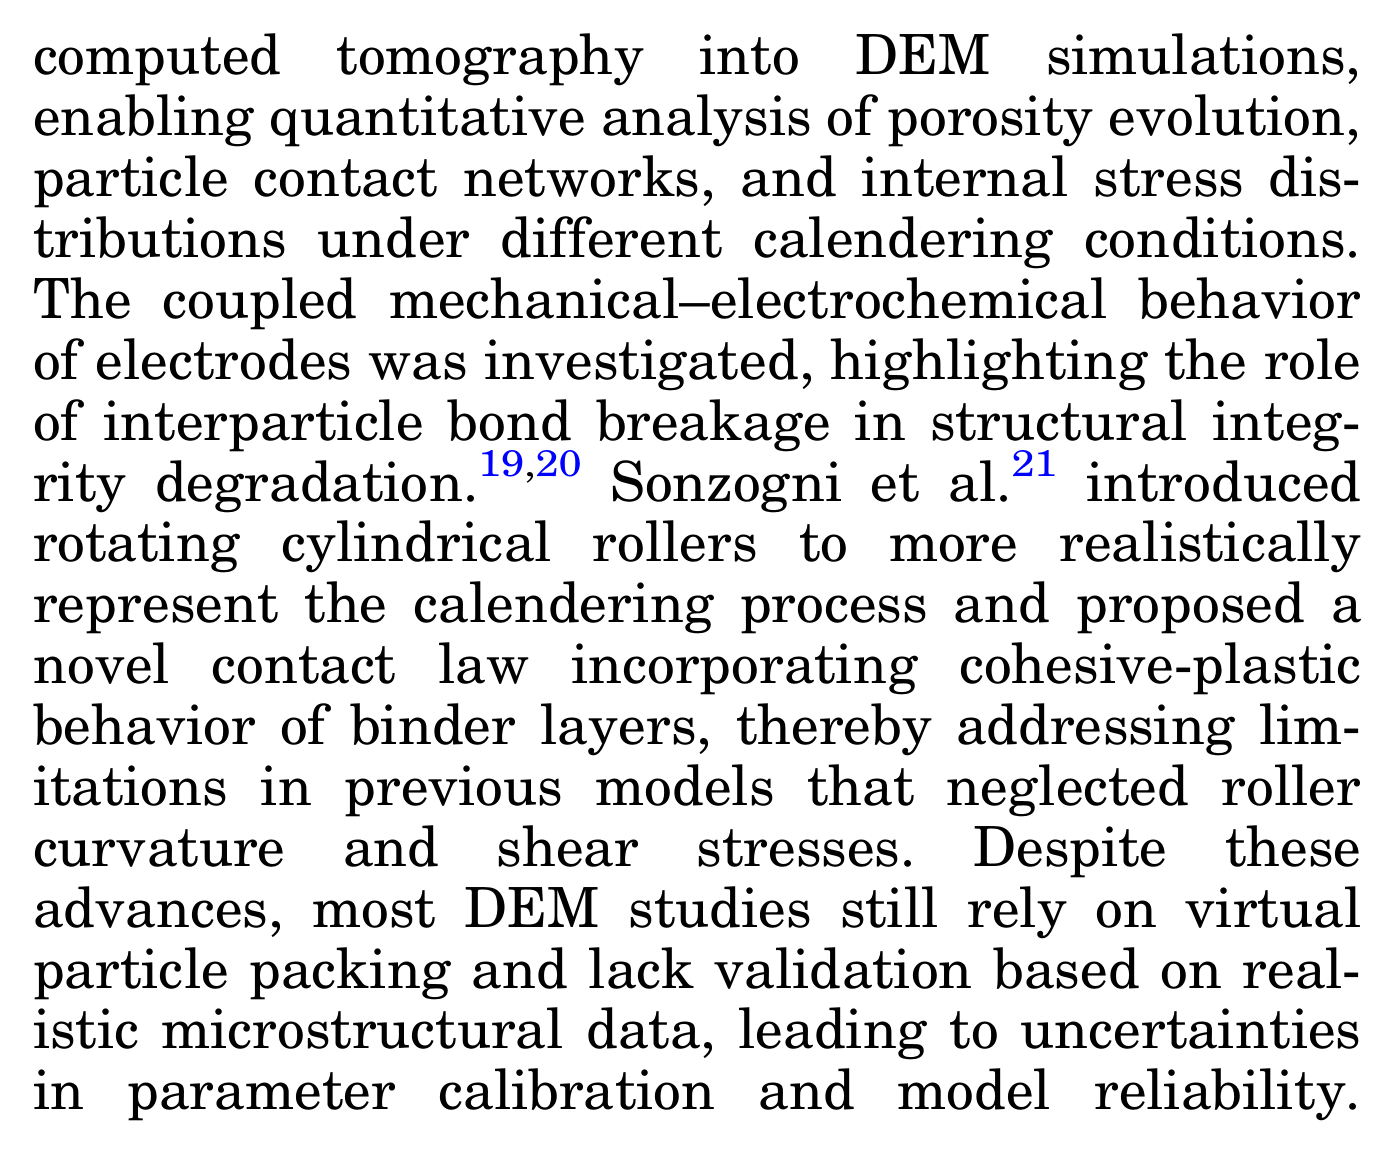 computed tomography into DEM simulations,
enabling quantitative analysis of porosity evolution,
particle contact networks, and internal stress dis-
tributions under different calendering conditions.
The coupled mechanical–electrochemical behavior
of electrodes was investigated, highlighting the role
of interparticle bond breakage in structural integ-
rity degradation.19,20 Sonzogni et al.21 introduced
rotating cylindrical rollers to more realistically
represent the calendering process and proposed a
novel contact law incorporating cohesive-plastic
behavior of binder layers, thereby addressing lim-
itations in previous models that neglected roller
curvature and shear stresses. Despite these
advances, most DEM studies still rely on virtual
particle packing and lack validation based on real-
istic microstructural data, leading to uncertainties
in parameter calibration and model reliability.